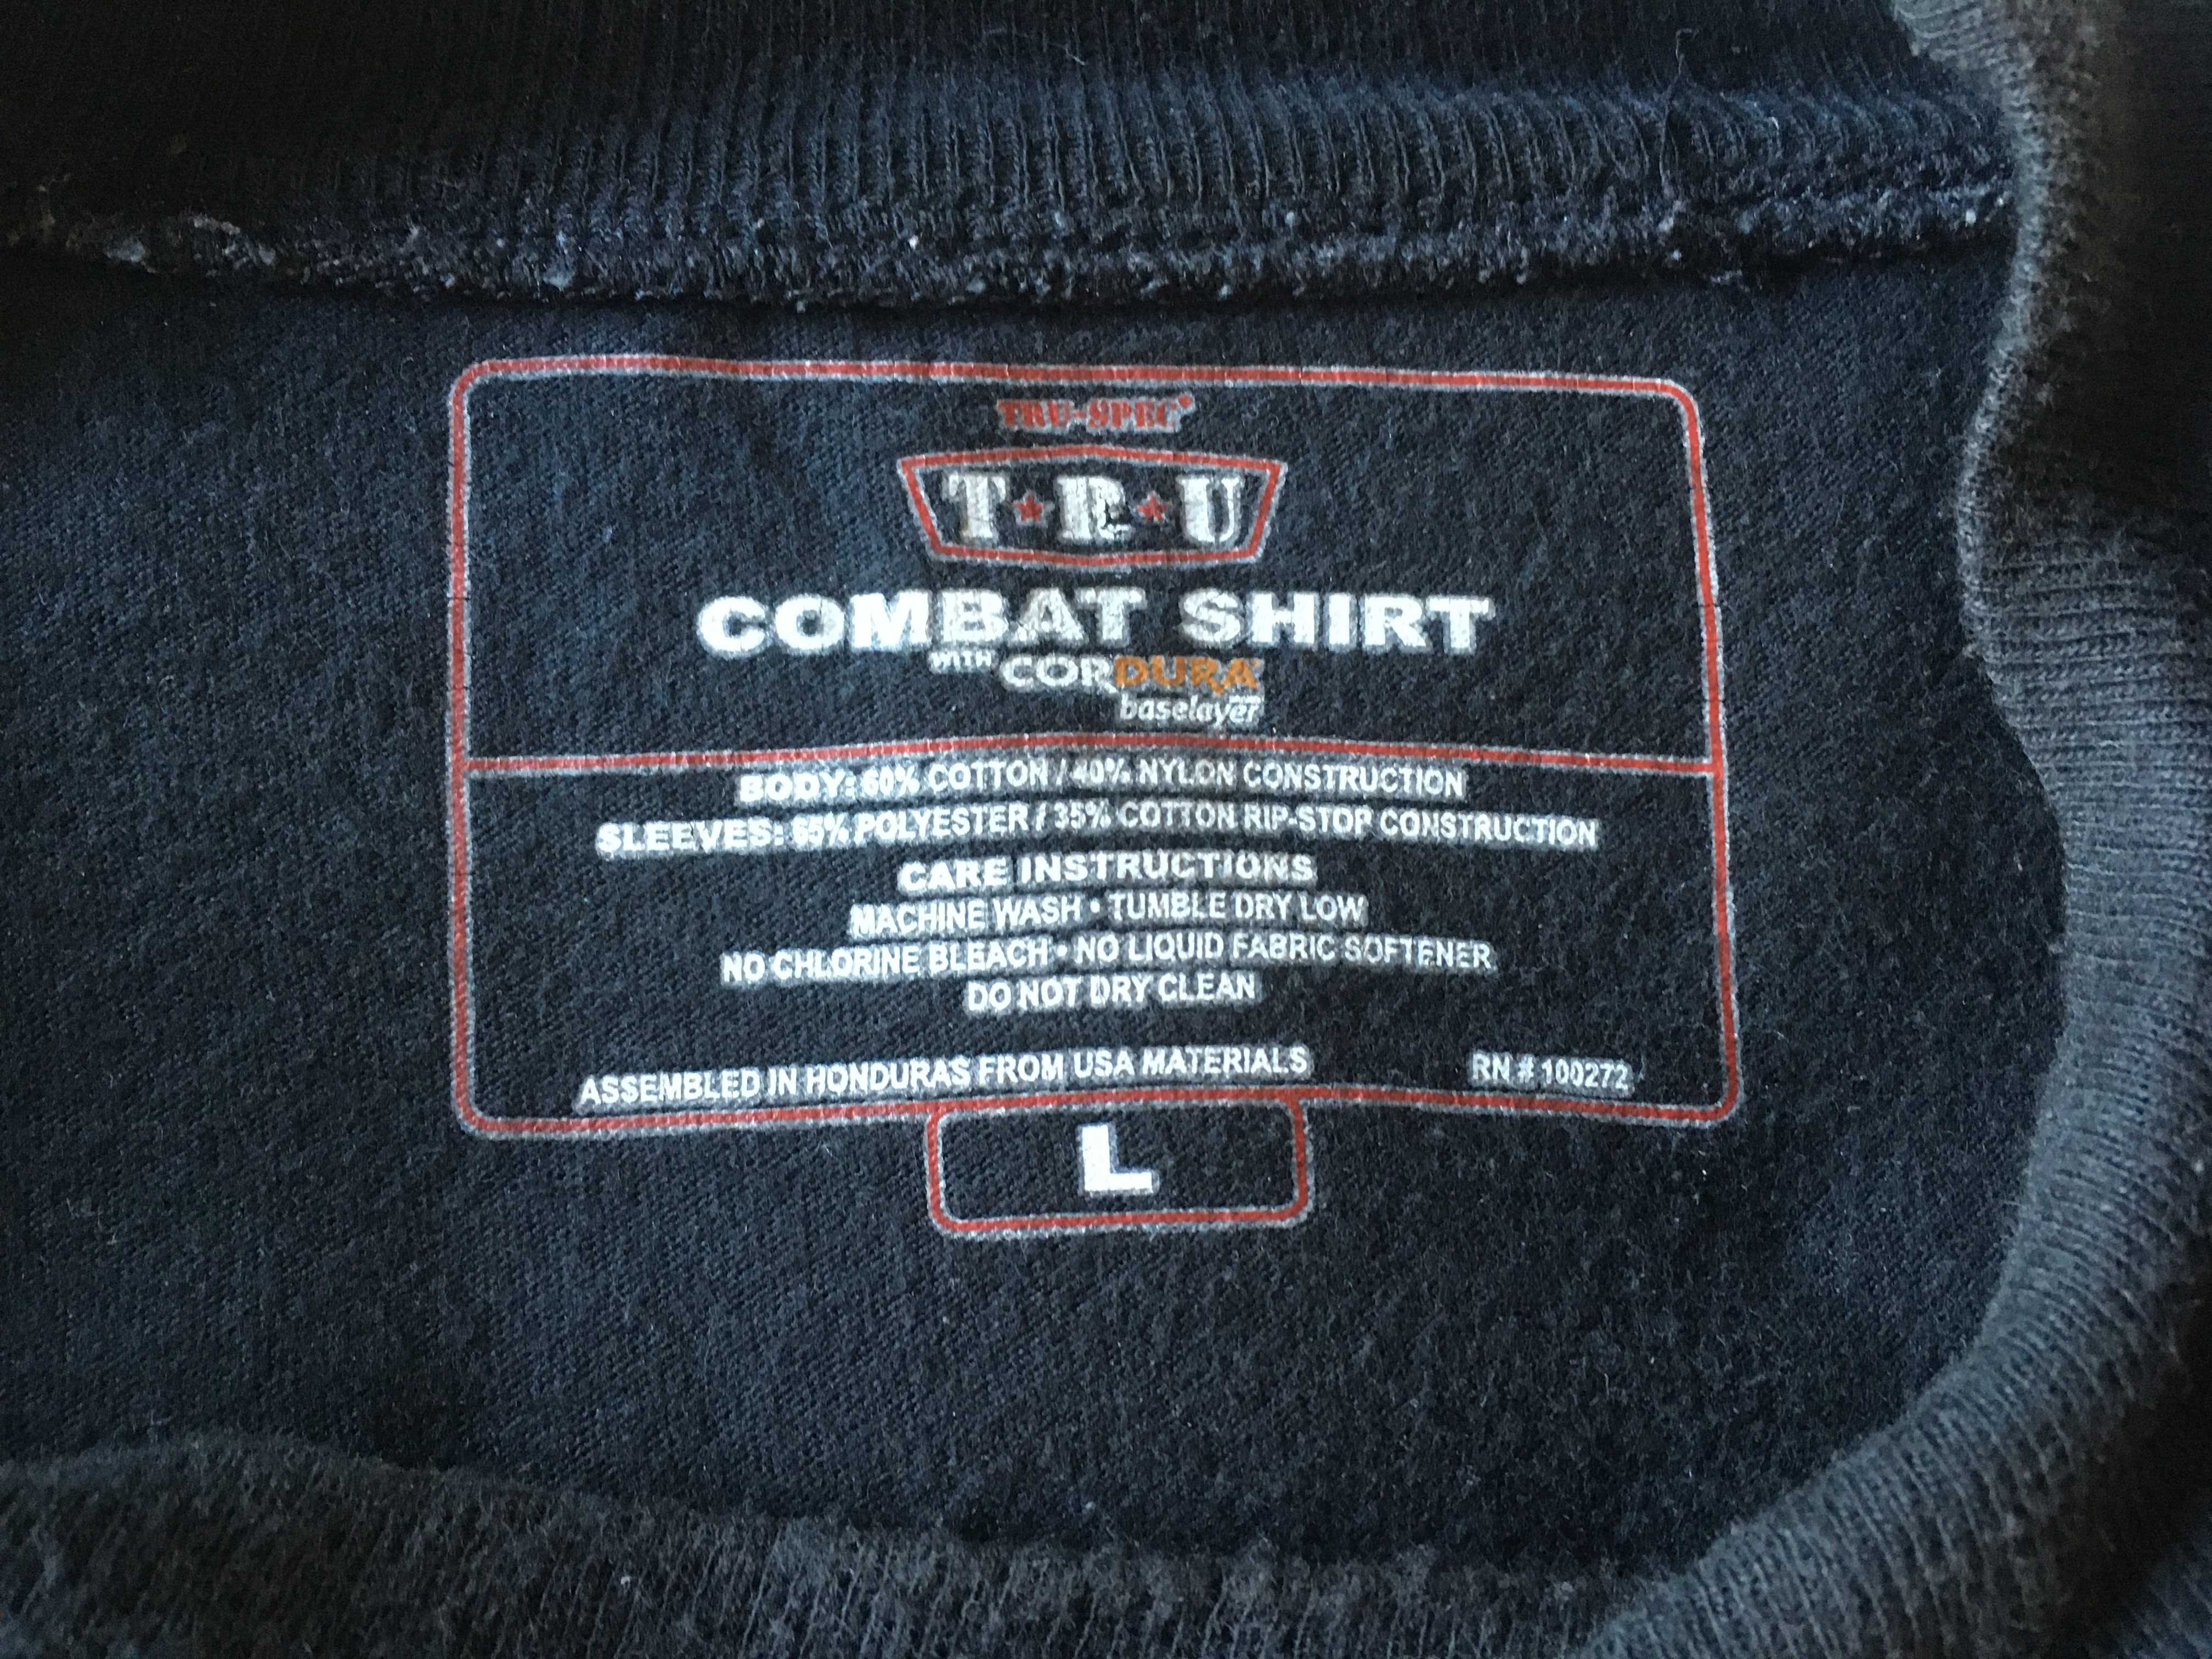 TRU-SPEC®
T★R★U
COMBAT SHIRT
WITH CORDURA®
baselayer
BODY: 60% COTTON / 40% NYLON CONSTRUCTION
SLEEVES: 65% POLYESTER / 35% COTTON RIP-STOP CONSTRUCTION
CARE INSTRUCTIONS
MACHINE WASH • TUMBLE DRY LOW
NO CHLORINE BLEACH • NO LIQUID FABRIC SOFTENER
DO NOT DRY CLEAN
ASSEMBLED IN HONDURAS FROM USA MATERIALS RN # 100272
L